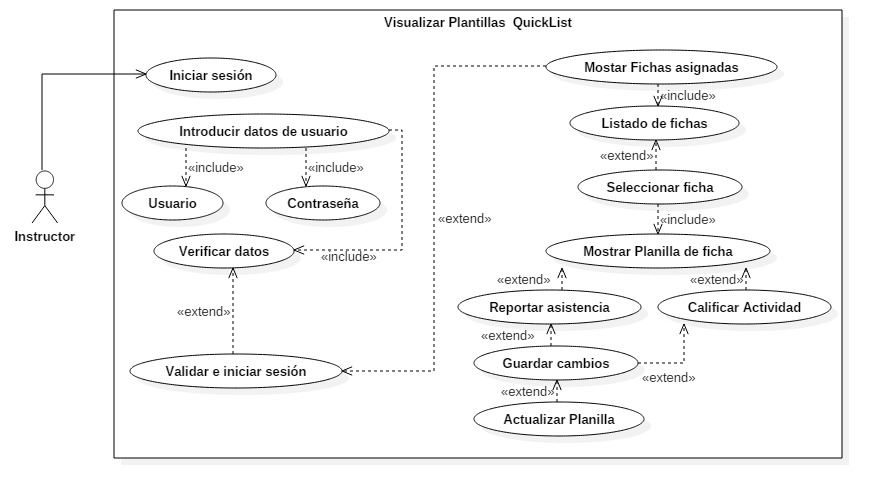 Visualizar Plantillas QuickList
Iniciar sesión
Introducir datos de usuario
«include»
«include»
Usuario
Contraseña
Verificar datos
«include»
«extend»
Validar e iniciar sesión
Instructor
«extend»
Mostar Fichas asignadas
«include»
Listado de fichas
«extend»
Seleccionar ficha
«include»
Mostrar Planilla de ficha
«extend»
«extend»
Reportar asistencia
Calificar Actividad
«extend»
Guardar cambios
«extend»
«extend»
Actualizar Planilla